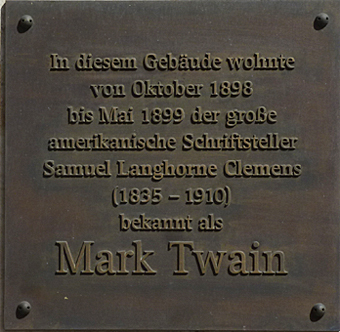 In diesem Gebäude wohnte
von Oktober 1898
bis Mai 1899 der große
amerikanische Schriftsteller
Samuel Langhorne Clemens
(1835 – 1910)
bekannt als
Mark Twain